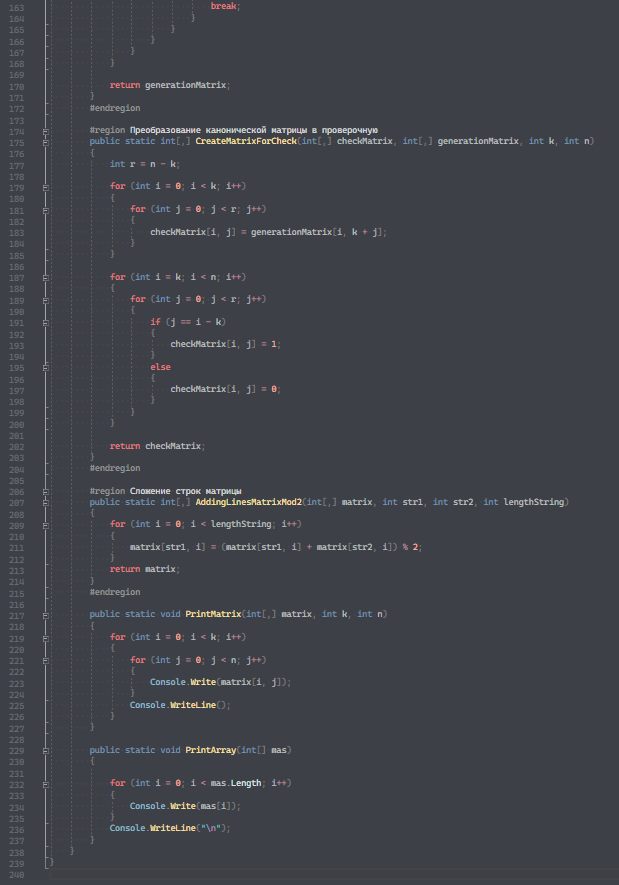 163 break;
164 }
165 }
166 }
167 }
168 }
169
170 return generationMatrix;
171 }
172 #endregion
173
174 #region Преобразование канонической матрицы в проверочную
175 public static int[,] CreateMatrixForCheck(int[,] checkMatrix, int[,] generationMatrix, int k, int n)
176 {
177 int r = n - k;
178
179 for (int i = 0; i < k; i++)
180 {
181 for (int j = 0; j < r; j++)
182 {
183 checkMatrix[i, j] = generationMatrix[i, k + j];
184 }
185 }
186
187 for (int i = k; i < n; i++)
188 {
189 for (int j = 0; j < r; j++)
190 {
191 if (j == i - k)
192 {
193 checkMatrix[i, j] = 1;
194 }
195 else
196 {
197 checkMatrix[i, j] = 0;
198 }
199 }
200 }
201
202 return checkMatrix;
203 }
204 #endregion
205
206 #region Сложение строк матрицы
207 public static int[,] AddingLinesMatrixMod2(int[,] matrix, int str1, int str2, int lengthString)
208 {
209 for (int i = 0; i < lengthString; i++)
210 {
211 matrix[str1, i] = (matrix[str1, i] + matrix[str2, i]) % 2;
212 }
213 return matrix;
214 }
215 #endregion
216
217 public static void PrintMatrix(int[,] matrix, int k, int n)
218 {
219 for (int i = 0; i < k; i++)
220 {
221 for (int j = 0; j < n; j++)
222 {
223 Console.Write(matrix[i, j]);
224 }
225 Console.WriteLine();
226 }
227 }
228
229 public static void PrintArray(int[] mas)
230 {
231
232 for (int i = 0; i < mas.Length; i++)
233 {
234 Console.Write(mas[i]);
235 }
236 Console.WriteLine("\n");
237 }
238 }
239 }
240